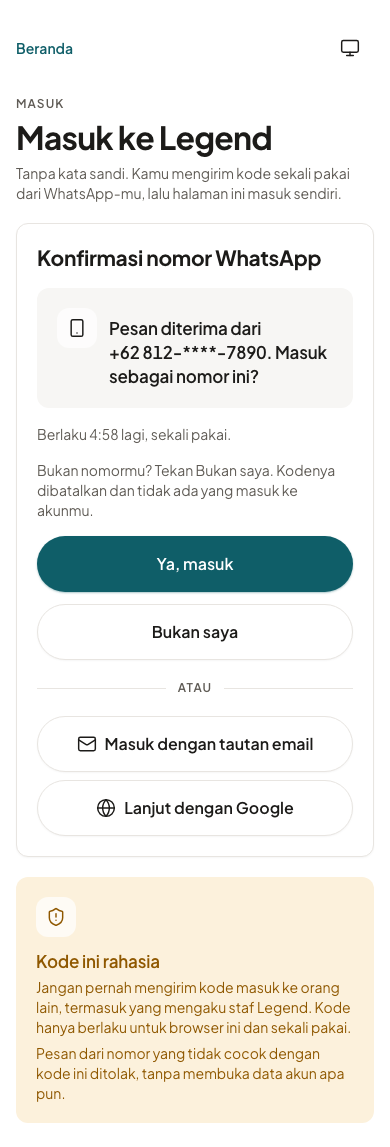 Beranda
MASUK
Masuk ke Legend
Tanpa kata sandi. Kamu mengirim kode sekali pakai
dari WhatsApp-mu, lalu halaman ini masuk sendiri.
Konfirmasi nomor WhatsApp
Pesan diterima dari
+62 812-****-7890. Masuk
sebagai nomor ini?
Berlaku 4:58 lagi, sekali pakai.
Bukan nomormu? Tekan Bukan saya. Kodenya
dibatalkan dan tidak ada yang masuk ke
akunmu.
Ya, masuk
Bukan saya
ATAU
Masuk dengan tautan email
Lanjut dengan Google
Kode ini rahasia
Jangan pernah mengirim kode masuk ke orang
lain, termasuk yang mengaku staf Legend. Kode
hanya berlaku untuk browser ini dan sekali pakai.
Pesan dari nomor yang tidak cocok dengan
kode ini ditolak, tanpa membuka data akun apa
pun.